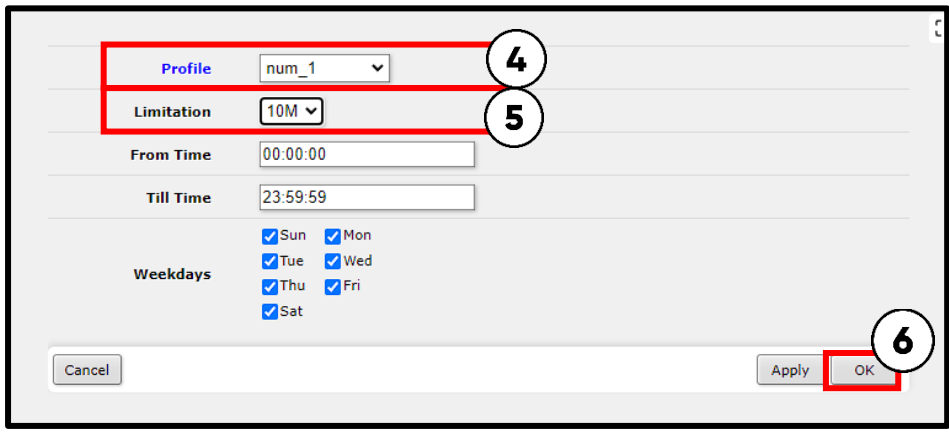 Profile num_1 4
Limitation 10M 5
From Time 00:00:00
Till Time 23:59:59
Weekdays
Sun Mon
Tue Wed
Thu Fri
Sat
6
Cancel Apply OK